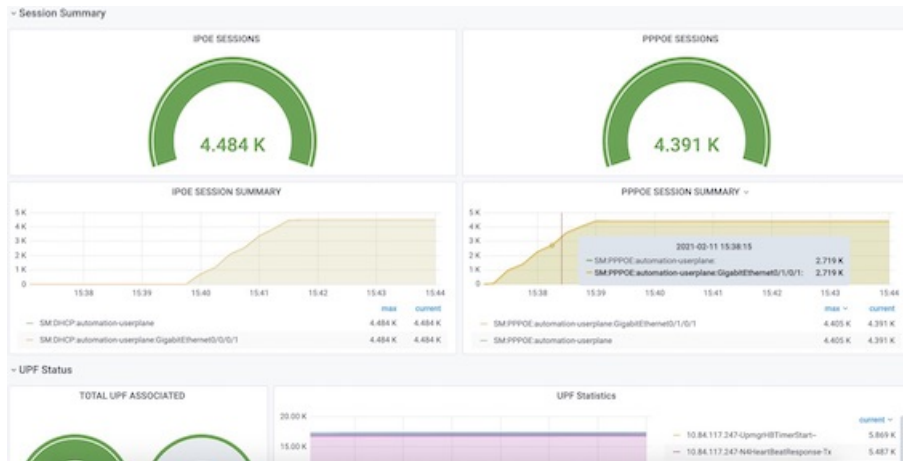 Session Summary
IPOE SESSIONS
4.484 K
PPPOE SESSIONS
4.391 K
IPOE SESSION SUMMARY
5 K
4 K
3 K
2 K
1 K
0
15:38 15:39 15:40 15:41 15:42 15:43 15:44
max current
SM:DHCP:automation-userplane 4.484 K 4.484 K
SM:DHCP:automation-userplane:GigabitEthernet0/0/0/1 4.484 K 4.484 K
PPPOE SESSION SUMMARY
5 K
4 K
3 K
2 K
1 K
0
2021-02-11 15:38:15
SM:PPPOE:automation-userplane: 2.719 K
SM:PPPOE:automation-userplane:GigabitEthernet0/1/0/1: 2.719 K
15:38 15:39 15:40 15:41 15:42 15:43 15:44
max current
SM:PPPOE:automation-userplane:GigabitEthernet0/1/0/1 4.405 K 4.391 K
SM:PPPOE:automation-userplane 4.405 K 4.391 K
UPF Status
TOTAL UPF ASSOCIATED
UPF Statistics
20.00 K
15.00 K
current
10.84.117.247-UpmgrHBTimerStart-- 5.869 K
10.84.117.247-N4HeartBeatResponse-Tx 5.487 K